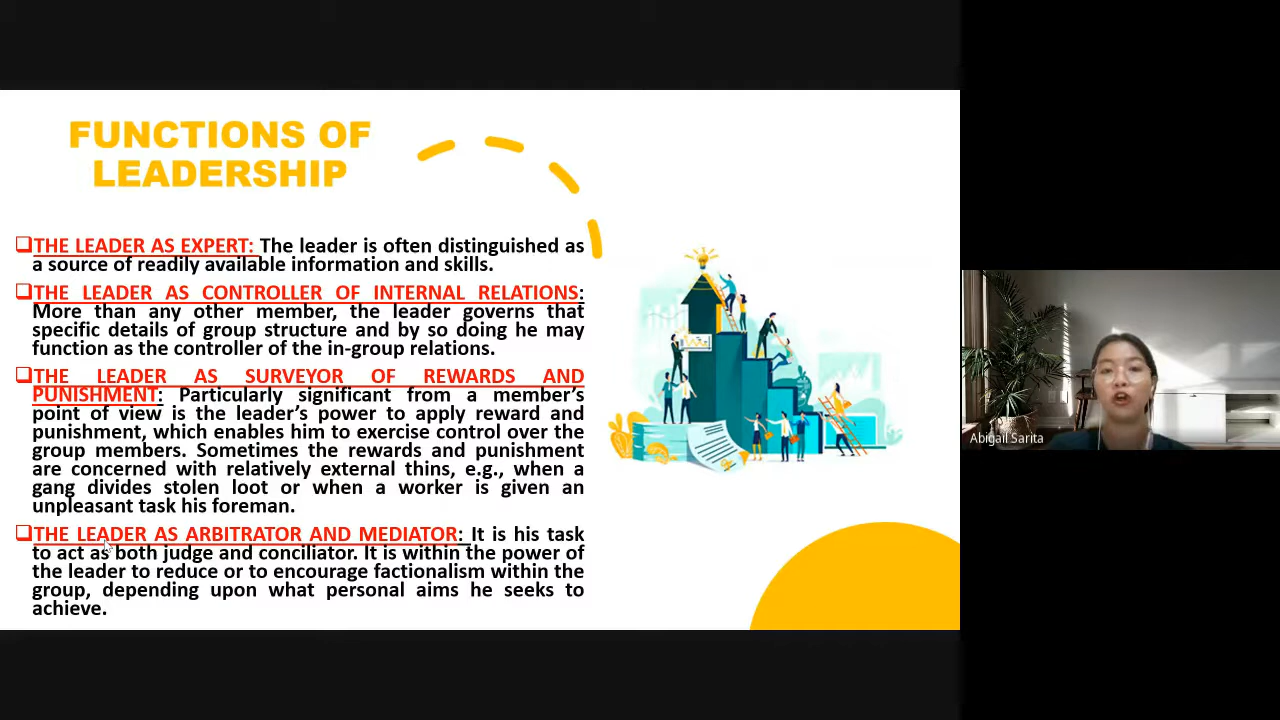 FUNCTIONS OF
LEADERSHIP
❑THE LEADER AS EXPERT: The leader is often distinguished as
a source of readily available information and skills.
❑THE LEADER AS CONTROLLER OF INTERNAL RELATIONS:
More than any other member, the leader governs that
specific details of group structure and by so doing he may
function as the controller of the in-group relations.
❑THE LEADER AS SURVEYOR OF REWARDS AND
PUNISHMENT: Particularly significant from a member's
point of view is the leader's power to apply reward and
punishment, which enables him to exercise control over the
group members. Sometimes the rewards and punishment
are concerned with relatively external thins, e.g., when a
gang divides stolen loot or when a worker is given an
unpleasant task his foreman.
❑THE LEADER AS ARBITRATOR AND MEDIATOR: It is his task
to act as both judge and conciliator. It is within the power of
the leader to reduce or to encourage factionalism within the
group, depending upon what personal aims he seeks to
achieve.
Abigail Sarita